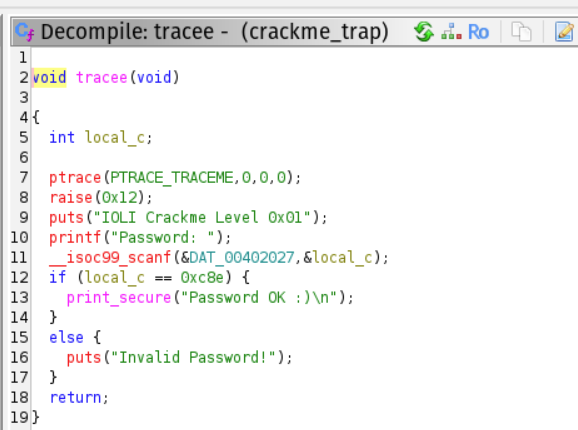 Decompile: tracee - (crackme_trap)
Ro
1
2 void tracee(void)
3
4 {
5 int local_c;
6
7 ptrace(PTRACE_TRACEME,0,0,0);
8 raise(0x12);
9 puts("IOLI Crackme Level 0x01");
10 printf("Password: ");
11 __isoc99_scanf(&DAT_00402027,&local_c);
12 if (local_c == 0xc8e) {
13 print_secure("Password OK :)\n");
14 }
15 else {
16 puts("Invalid Password!");
17 }
18 return;
19 }